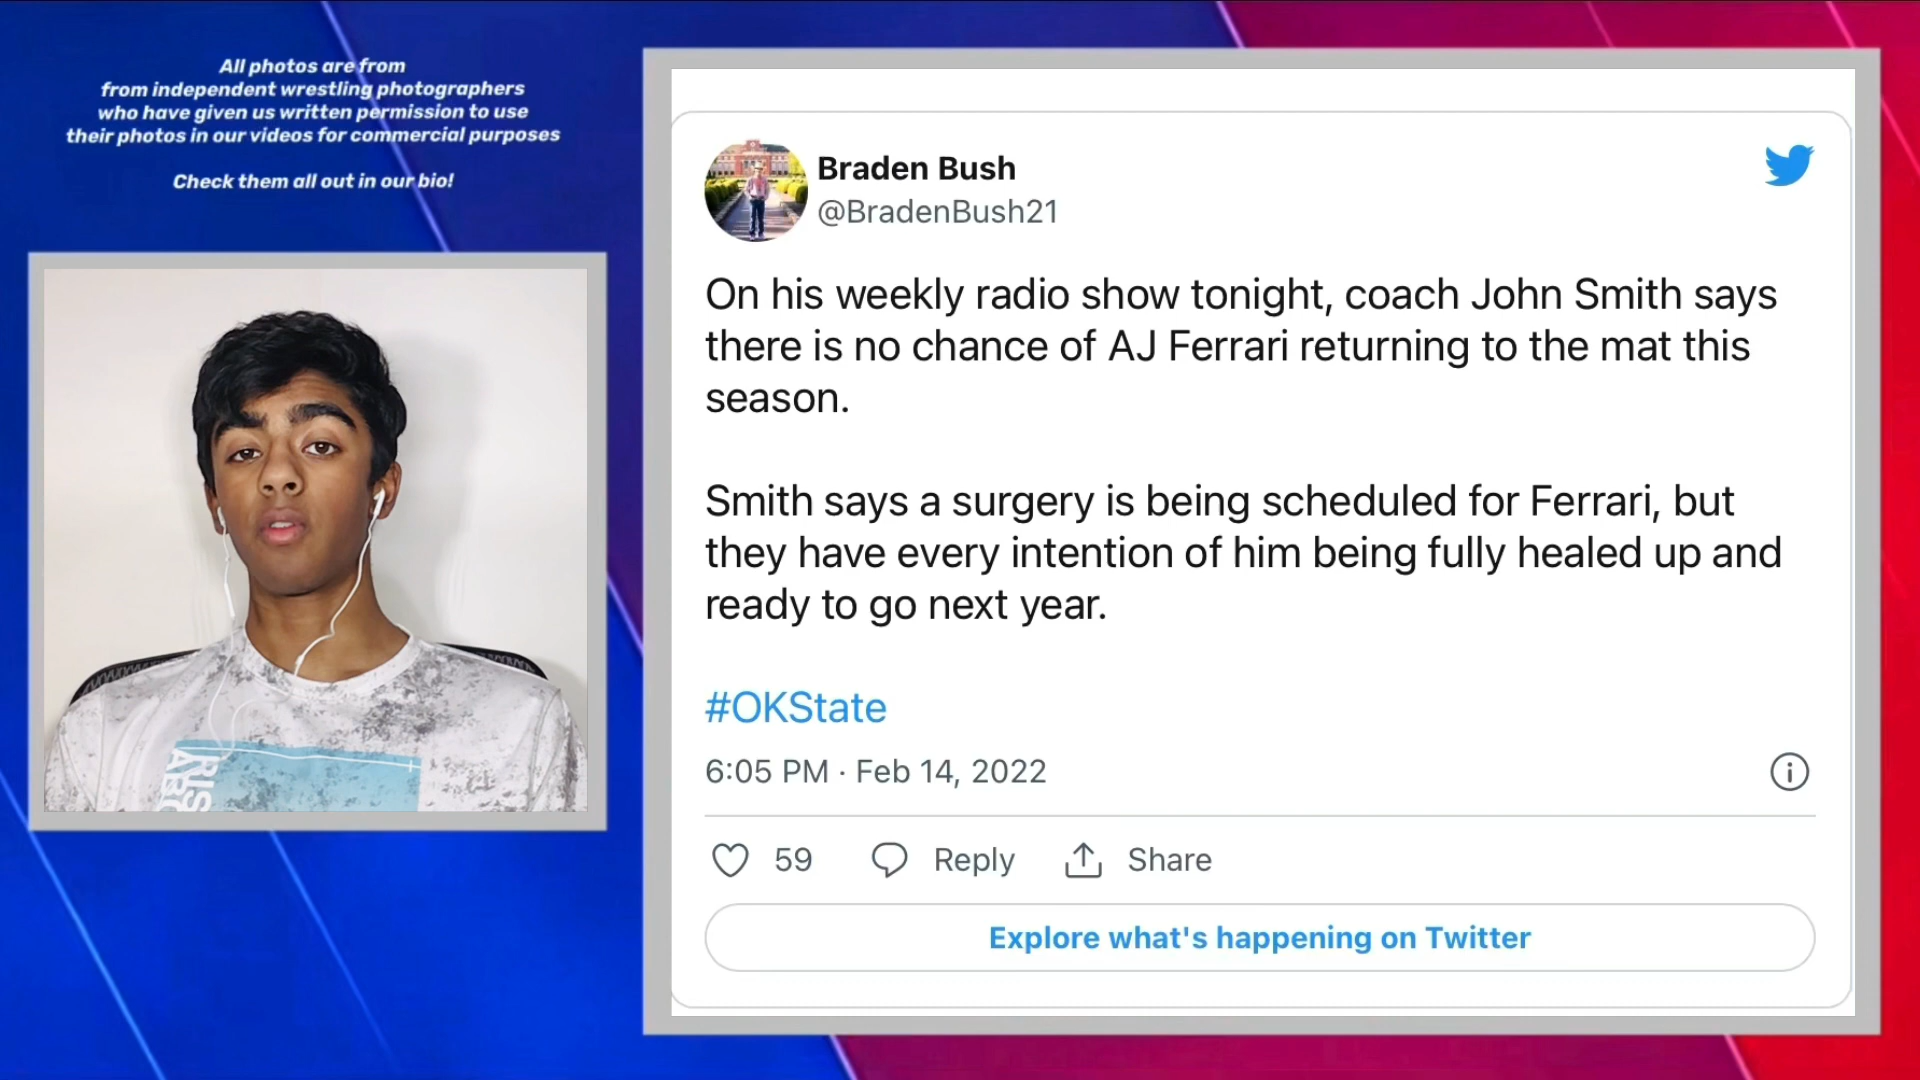 All photos are from
from independent wrestling photographers
who have given us written permission to use
their photos in our videos for commercial purposes
Check them all out in our bio!
RIS
ABO
Braden Bush
@BradenBush21
On his weekly radio show tonight, coach John Smith says
there is no chance of AJ Ferrari returning to the mat this
season.
Smith says a surgery is being scheduled for Ferrari, but
they have every intention of him being fully healed up and
ready to go next year.
#OKState
6:05 PM · Feb 14, 2022
59 Reply Share
Explore what's happening on Twitter